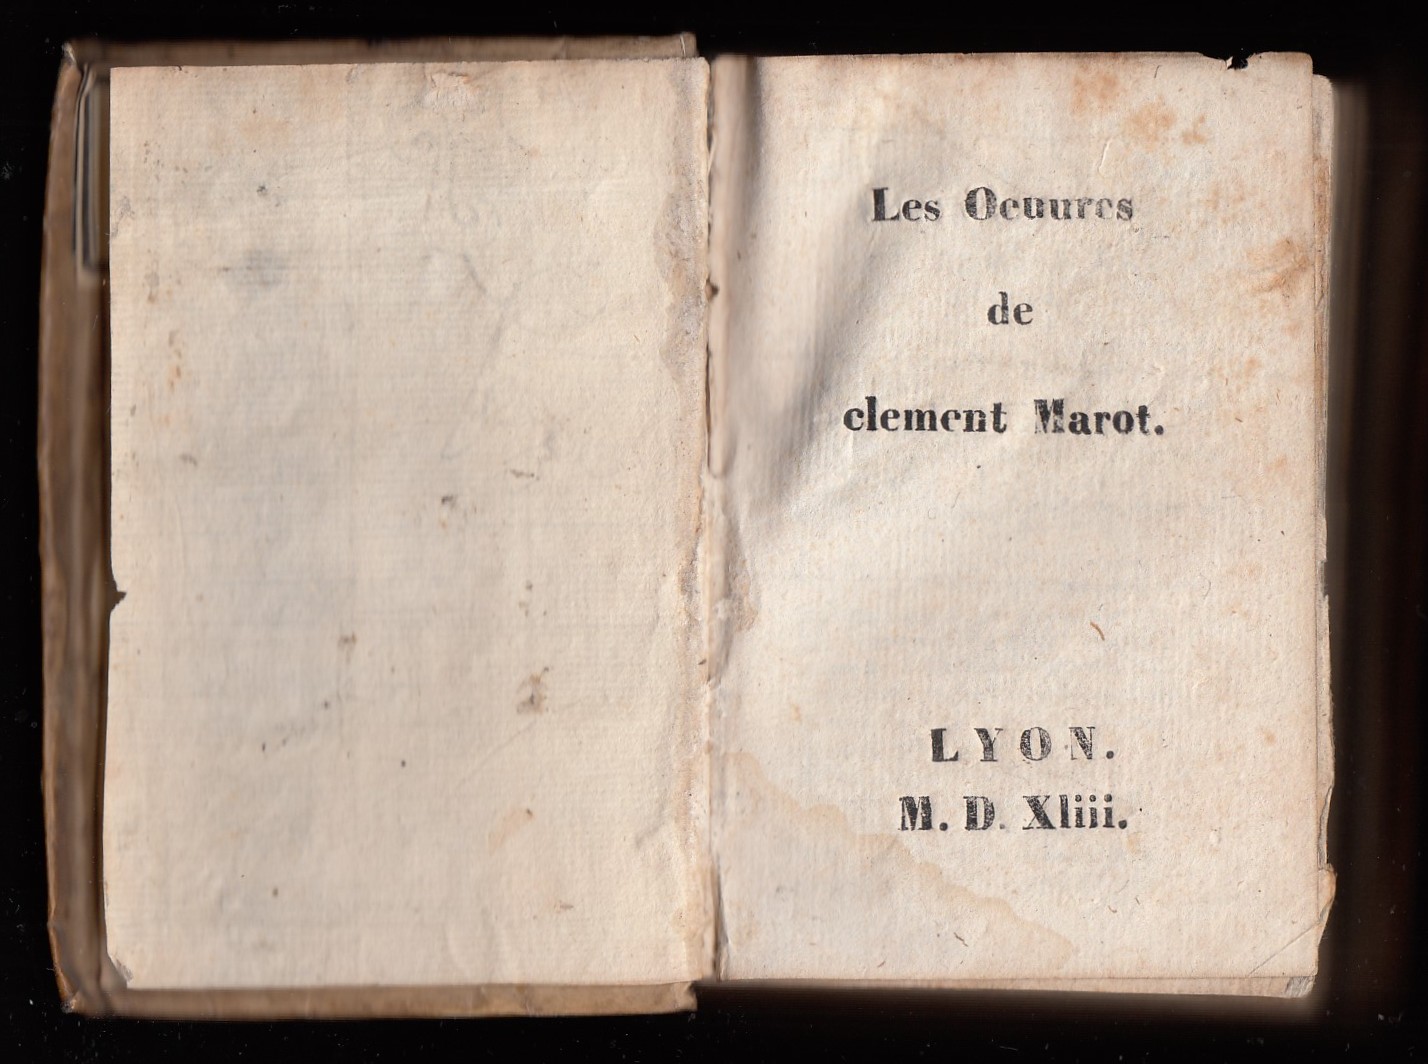 Les Oeuures
de
clement Marot.
LYON.
M. D. Xliii.